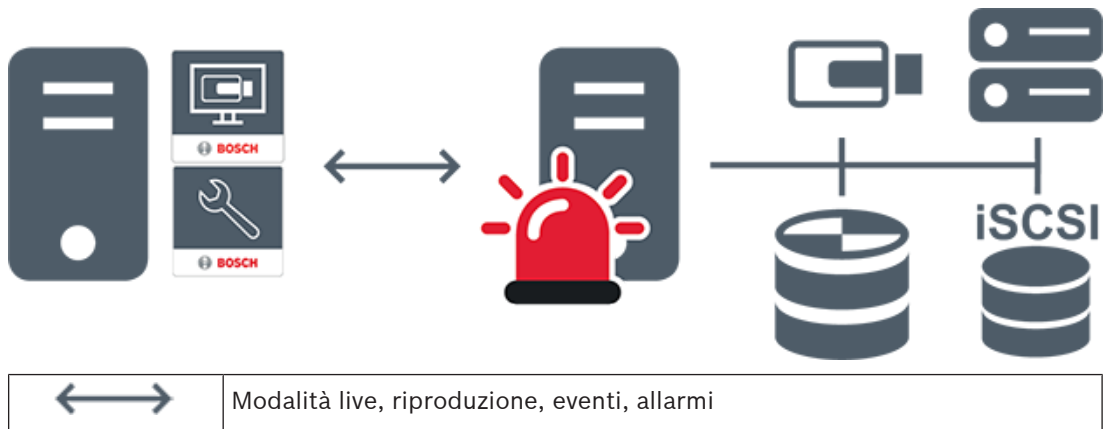 BOSCH
BOSCH
iSCSI
Modalità live, riproduzione, eventi, allarmi